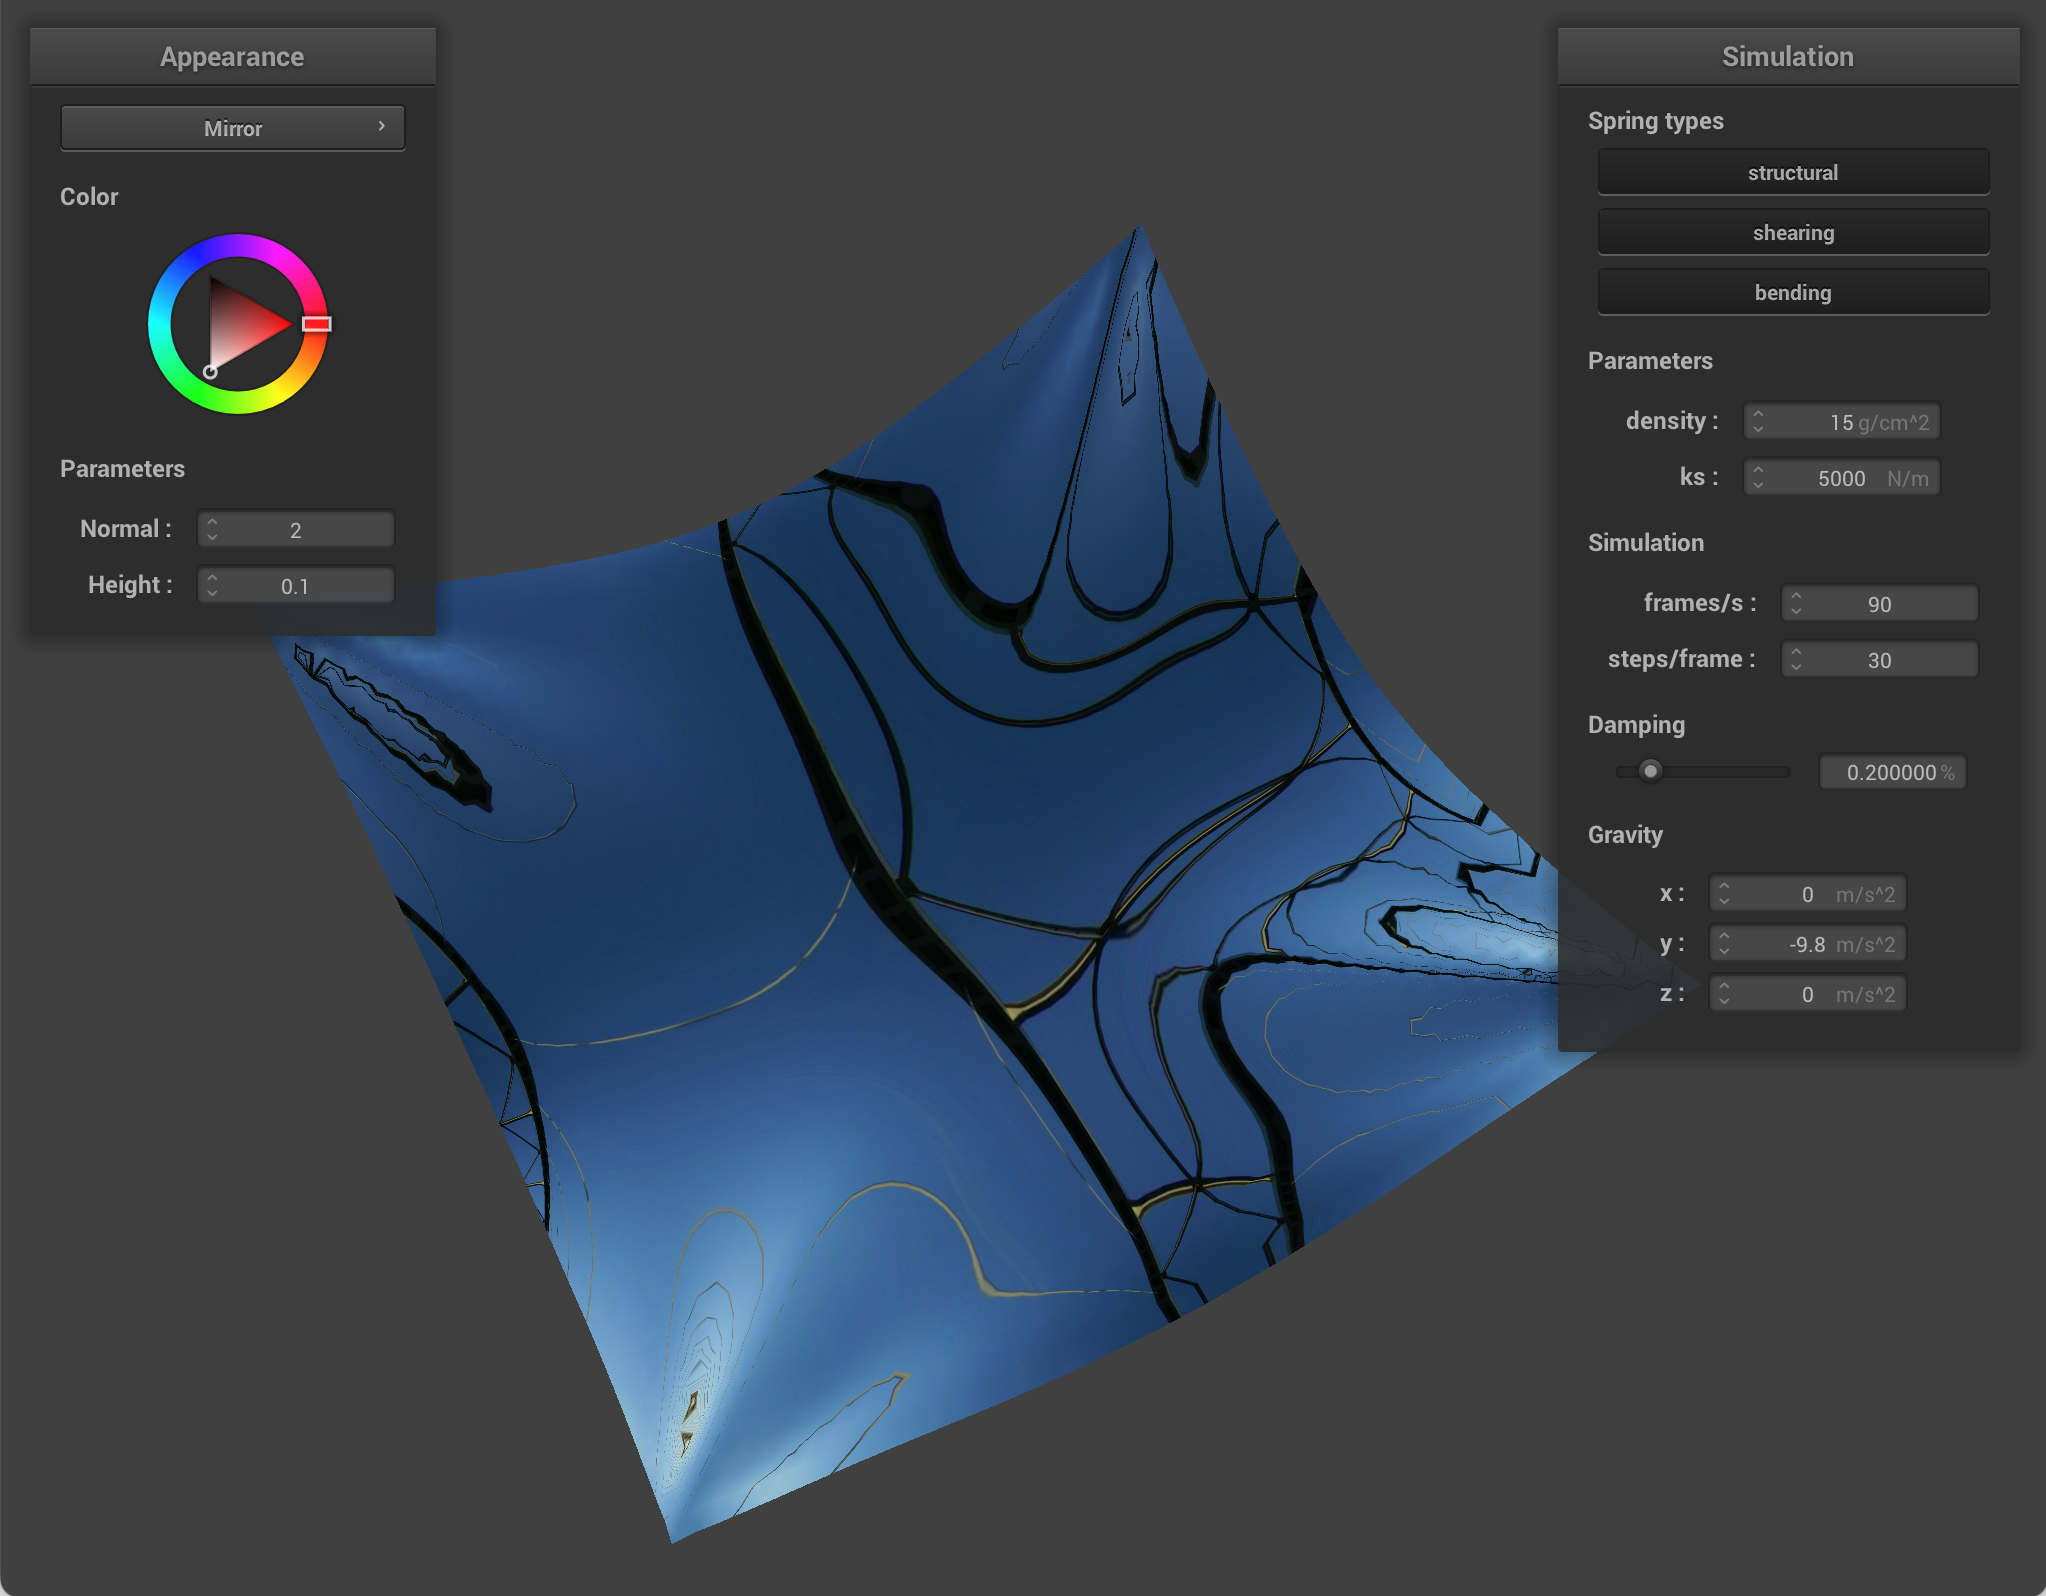 Appearance
Mirror
Color
Parameters
Normal : 2
Height : 0.1
Simulation
Spring types
structural
shearing
bending
Parameters
density : 15 g/cm^2
ks : 5000 N/m
Simulation
frames/s : 90
steps/frame : 30
Damping
0.200000 %
Gravity
x : 0 m/s^2
y : -9.8 m/s^2
z : 0 m/s^2